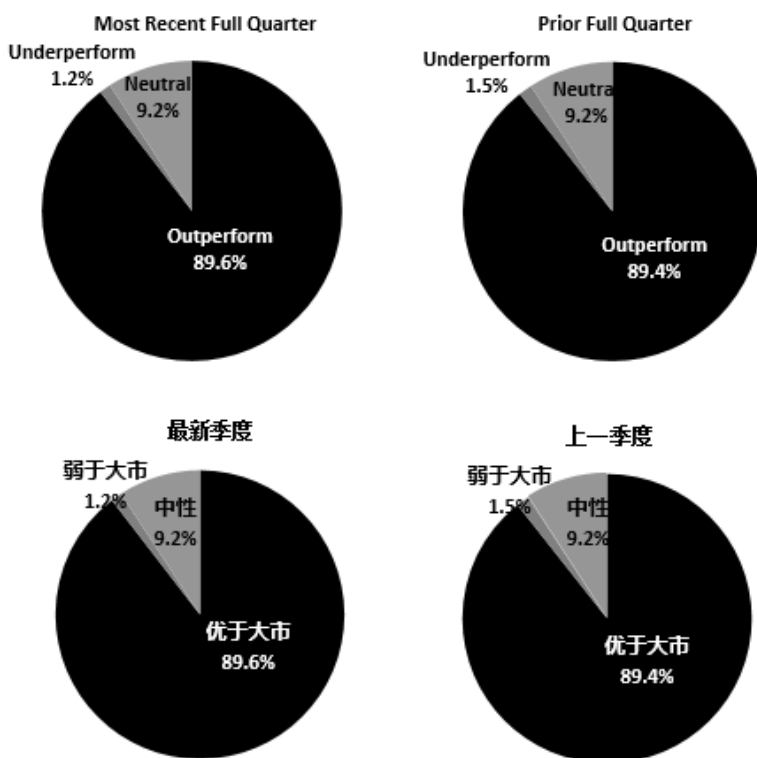 Most Recent Full Quarter
Underperform
1.2%
Neutral
9.2%
Outperform
89.6%
Prior Full Quarter
Underperform
1.5%
Neutra
9.2%
Outperform
89.4%
最新季度
弱于大市
1.2%
中性
9.2%
优于大市
89.6%
上一季度
弱于大市
1.5%
中性
9.2%
优于大市
89.4%